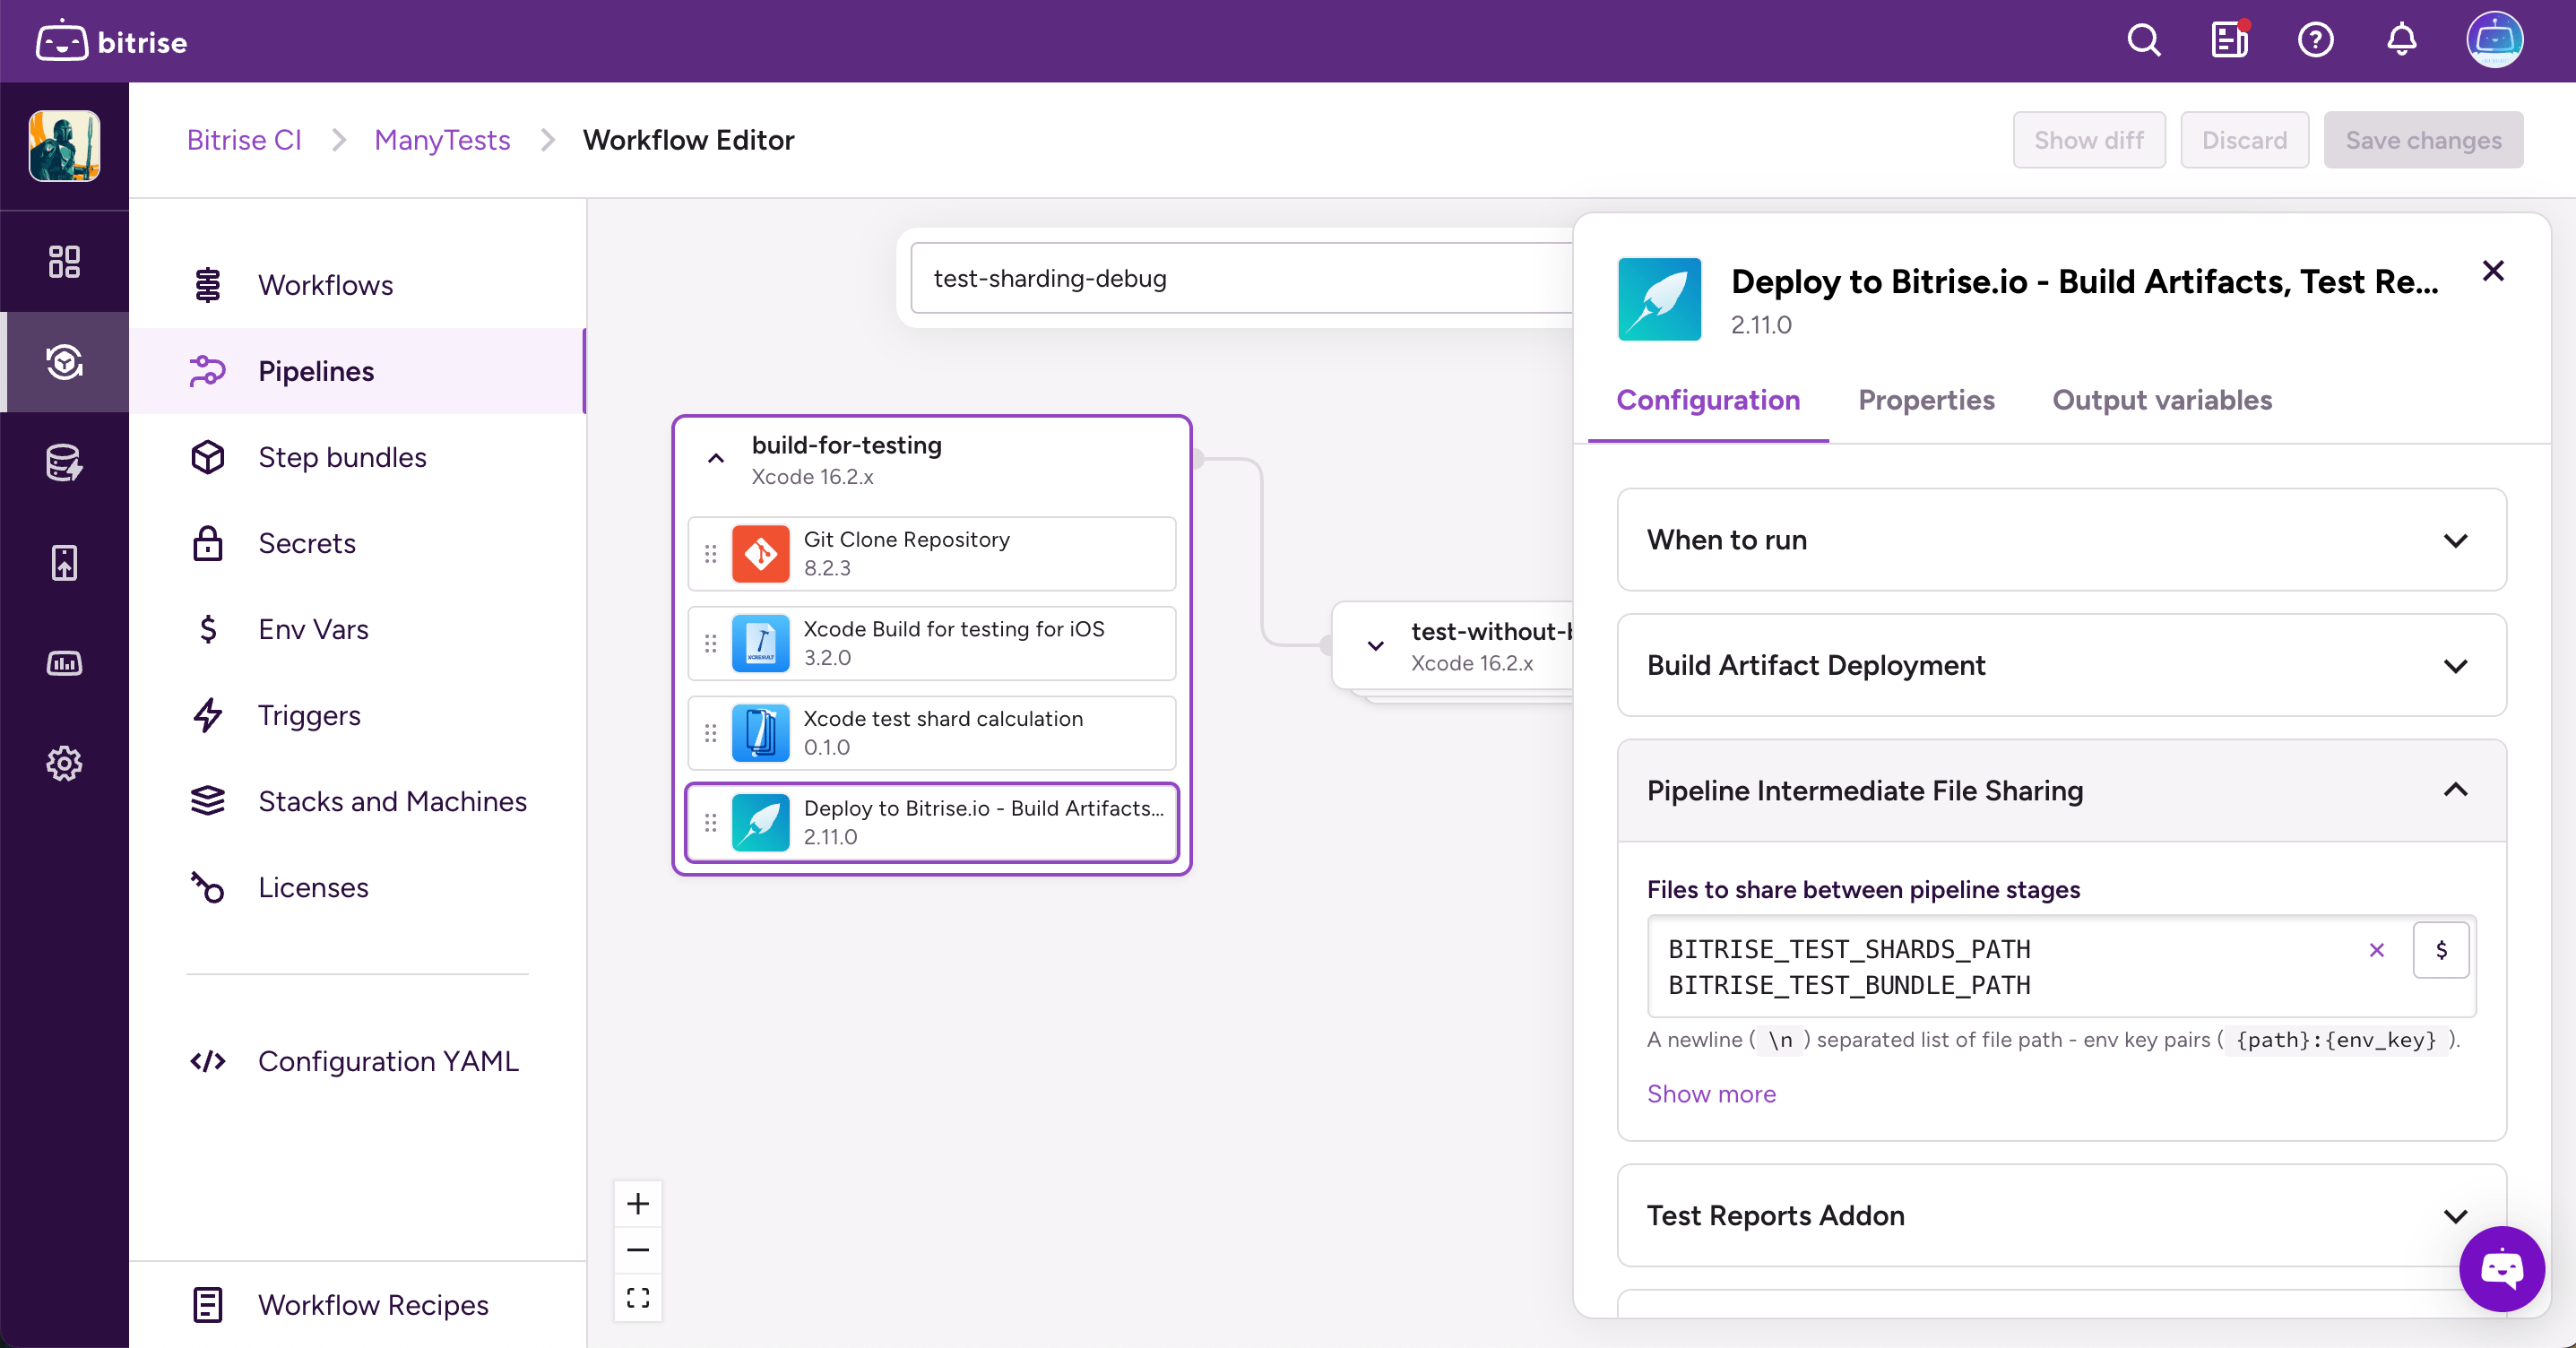 bitrise
Bitrise CI
ManyTests
Workflow Editor
Show diff
Discard
Save changes
Workflows
Pipelines
Step bundles
Secrets
Env Vars
Triggers
Stacks and Machines
Licenses
Configuration YAML
Workflow Recipes
test-sharding-debug
build-for-testing
Xcode 16.2.x
Git Clone Repository
8.2.3
Xcode Build for testing for iOS
3.2.0
Xcode test shard calculation
0.1.0
Deploy to Bitrise.io - Build Artifacts...
2.11.0
test-without-b
Xcode 16.2.x
Deploy to Bitrise.io - Build Artifacts, Test Re...
2.11.0
Configuration
Properties
Output variables
When to run
Build Artifact Deployment
Pipeline Intermediate File Sharing
Files to share between pipeline stages
BITRISE_TEST_SHARDS_PATH
BITRISE_TEST_BUNDLE_PATH
$
A newline ( \n ) separated list of file path - env key pairs ( {path}:{env_key} ).
Show more
Test Reports Addon